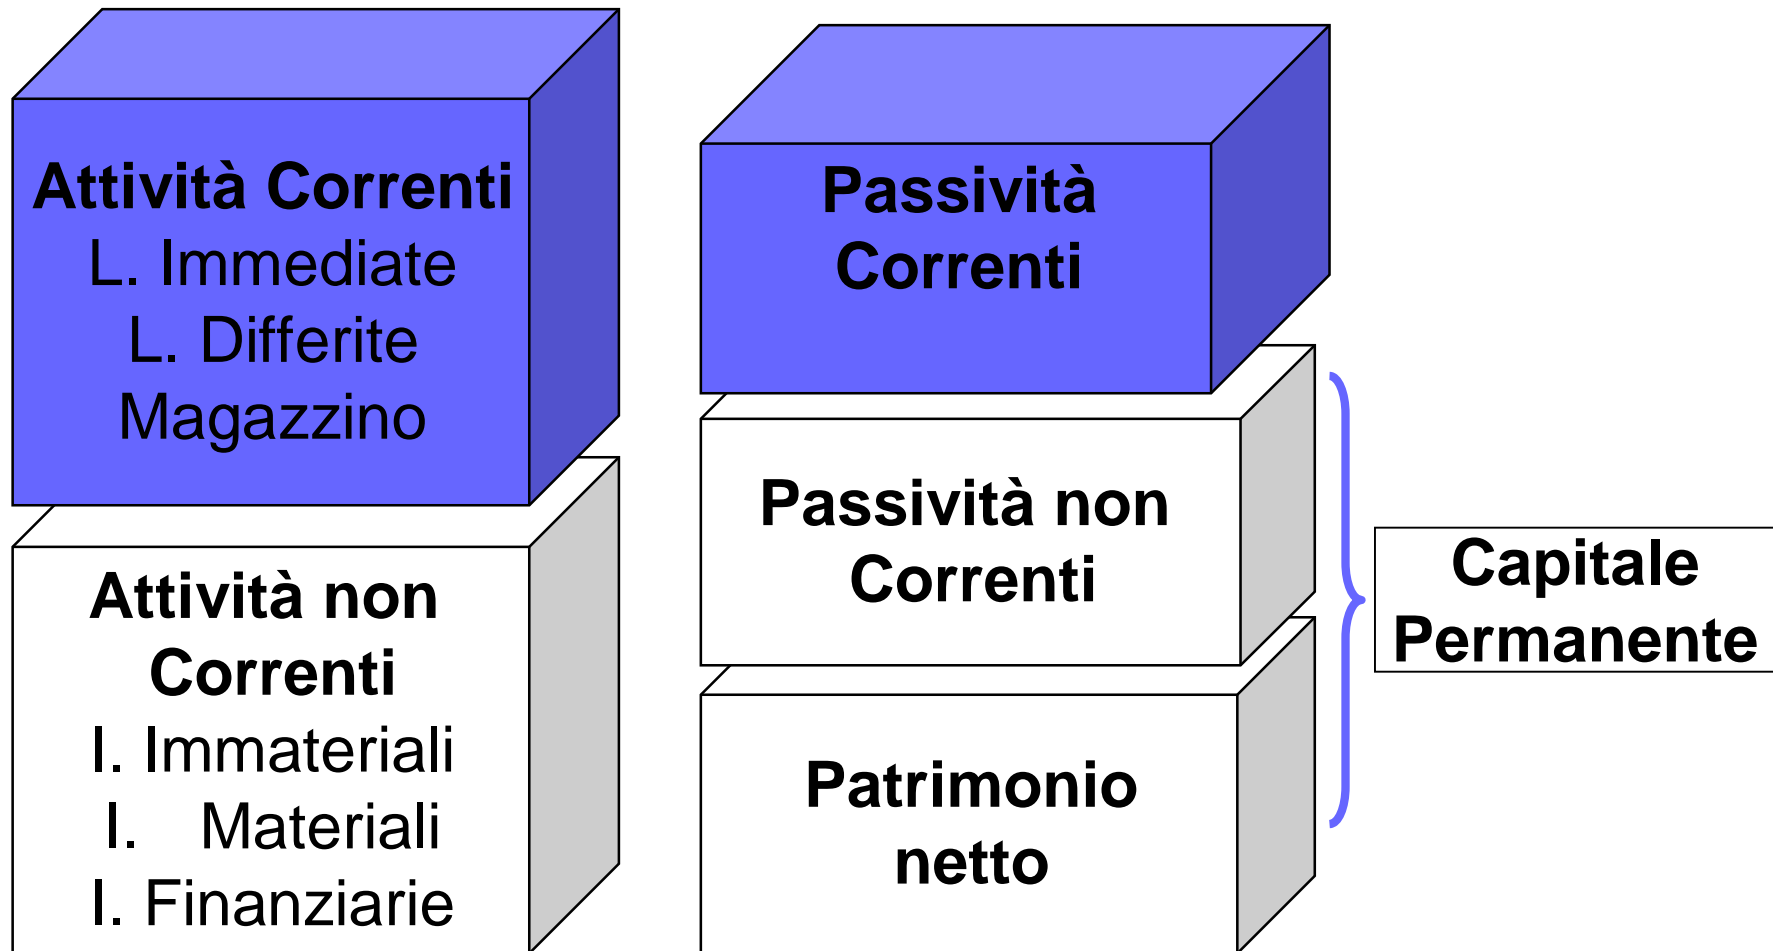 Attività Correnti
L. Immediate
L. Differite
Magazzino
Attività non
Correnti
I. Immateriali
I. Materiali
I. Finanziarie
Passività
Correnti
Passività non
Correnti
Patrimonio
netto
Capitale
Permanente